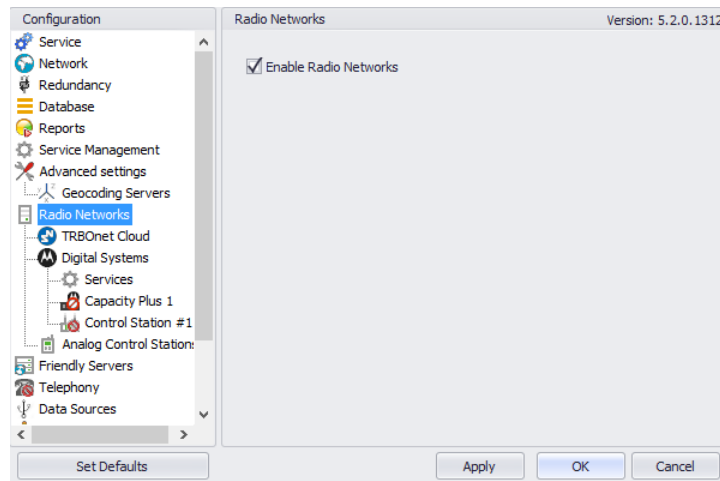 Configuration
Service
Network
Redundancy
Database
Reports
Service Management
Advanced settings
Geocoding Servers
Radio Networks
TRBOnet Cloud
Digital Systems
Services
Capacity Plus 1
Control Station #1
Analog Control Stations
Friendly Servers
Telephony
Data Sources
Set Defaults
Radio Networks Version: 5.2.0.1312
Enable Radio Networks
Apply OK Cancel